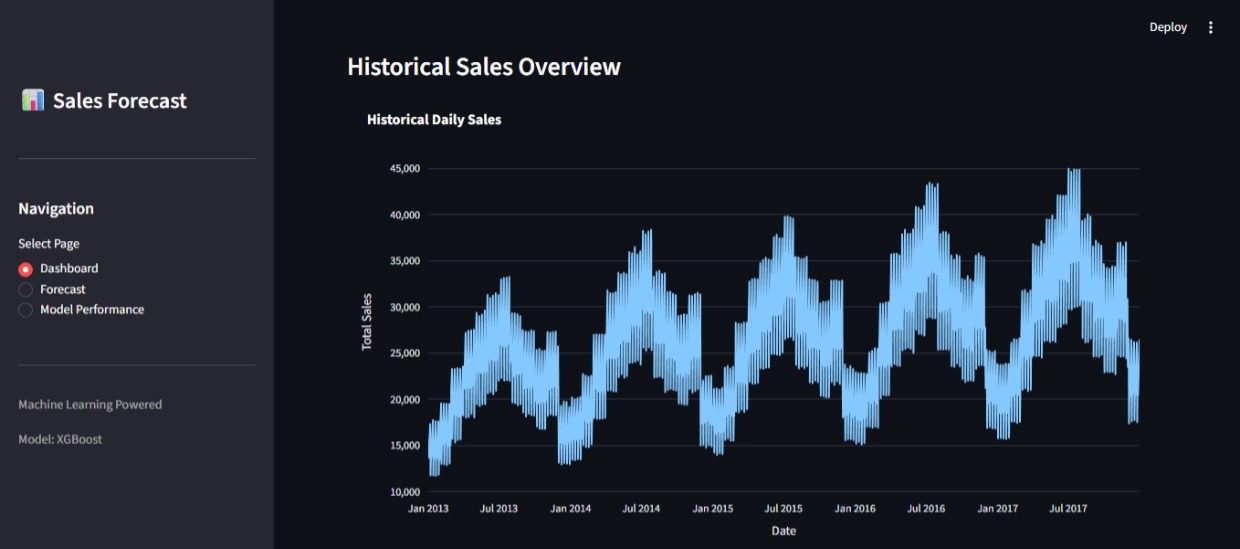 Deploy
Sales Forecast
Navigation
Select Page
Dashboard
Forecast
Model Performance
Machine Learning Powered
Model: XGBoost
Historical Sales Overview
Historical Daily Sales
Total Sales
45,000
40,000
35,000
30,000
25,000
20,000
15,000
10,000
Jan 2013 Jul 2013 Jan 2014 Jul 2014 Jan 2015 Jul 2015 Jan 2016 Jul 2016 Jan 2017 Jul 2017
Date